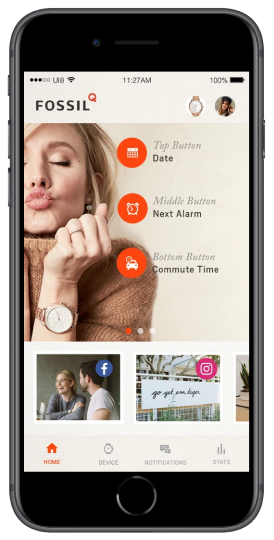 UI8 11:27AM 100%
FOSSIL Q
Top Button
Date
Middle Button
Next Alarm
Bottom Button
Commute Time
go get em tiger
HOME DEVICE NOTIFICATIONS STATS